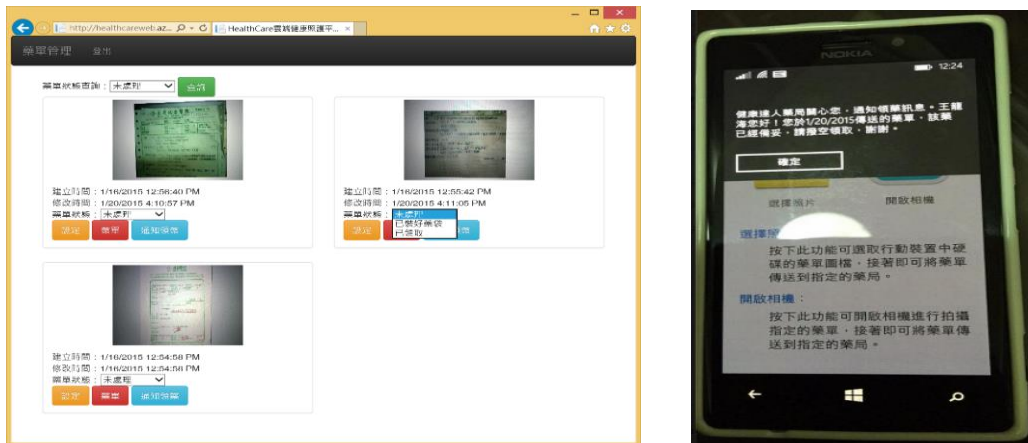 http://healthcareweb.az...
HealthCare雲端健康照護平...
藥單管理 登出
藥單狀態查詢：未處理 查詢
建立時間：1/16/2015 12:56:40 PM
修改時間：1/20/2015 4:10:57 PM
藥單狀態：未處理
設定 藥單 通知領藥
建立時間：1/16/2015 12:55:42 PM
修改時間：1/20/2015 4:11:05 PM
藥單狀態：未處理
已裝好藥袋
已領取
設定
建立時間：1/16/2015 12:54:58 PM
修改時間：1/16/2015 12:54:58 PM
藥單狀態：未處理
設定 藥單 通知領藥
NOKIA
12:24
健康達人藥局關心您，通知領藥訊息。王龍
海您好！您於1/20/2015傳送的藥單，該藥
已經備妥，請撥空領取，謝謝。
確定
選擇照片 開啟相機
選擇照
按下此功能可選取行動裝置中硬
碟的藥單圖檔，接著即可將藥單
傳送到指定的藥局。
開啟相機：
按下此功能可開啟相機進行拍攝
指定的藥單，接著即可將藥單傳
送到指定的藥局。